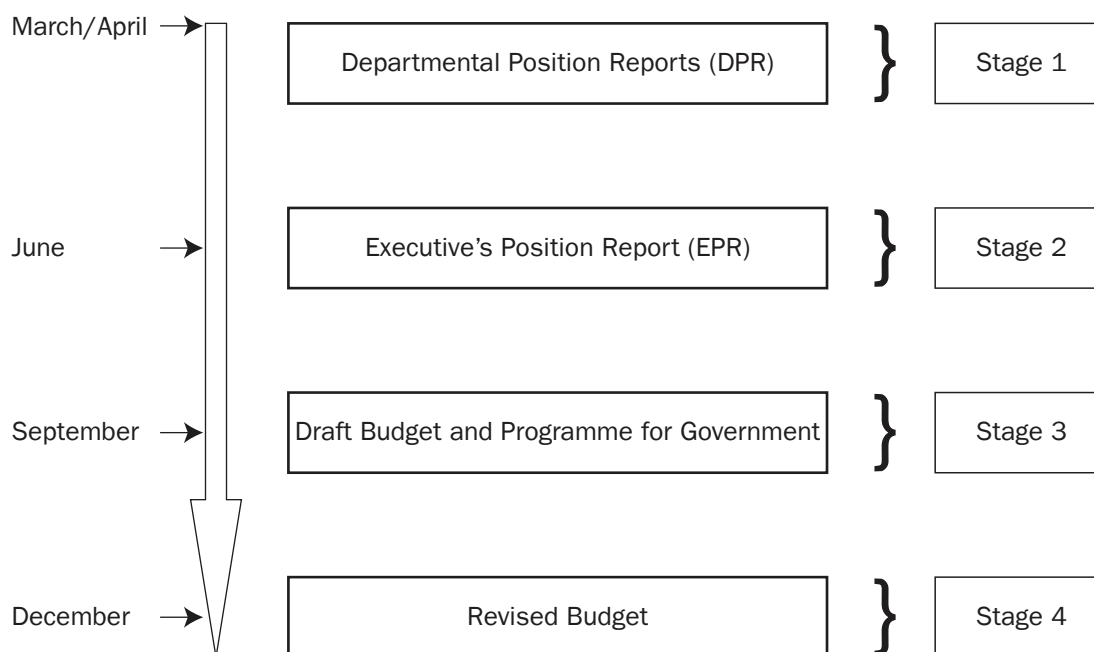 March/April
Departmental Position Reports (DPR)
Stage 1
June
Executive’s Position Report (EPR)
Stage 2
September
Draft Budget and Programme for Government
Stage 3
December
Revised Budget
Stage 4